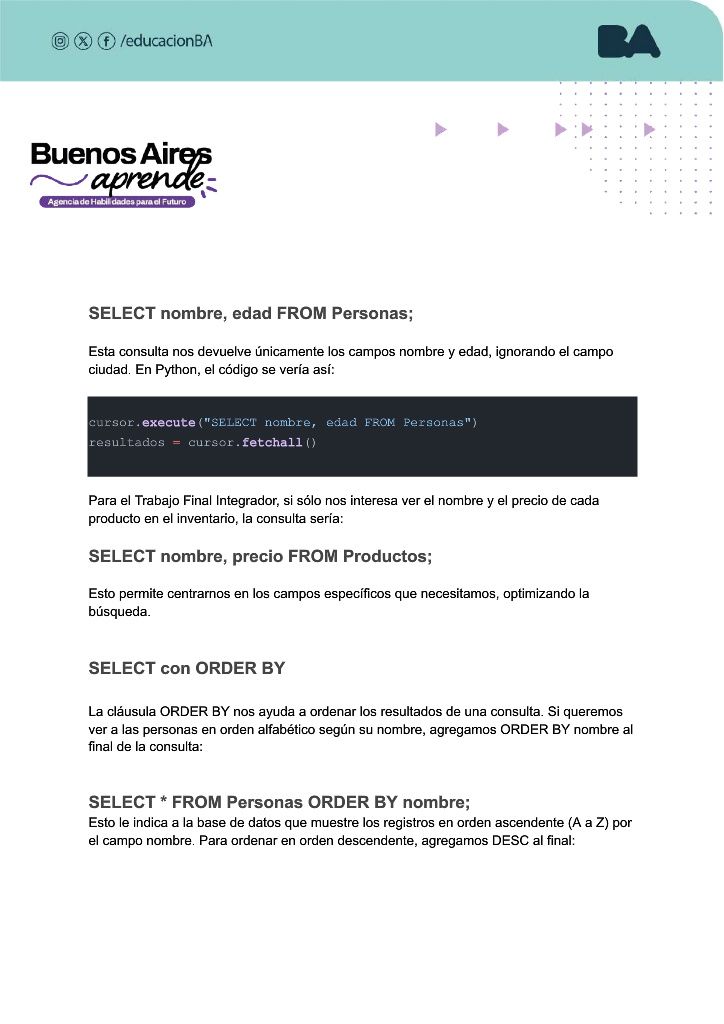 /educacionBA
BA
Buenos Aires
aprende
Agencia de Habilidades para el Futuro
SELECT nombre, edad FROM Personas;
Esta consulta nos devuelve únicamente los campos nombre y edad, ignorando el campo
ciudad. En Python, el código se vería así:
cursor.execute("SELECT nombre, edad FROM Personas")
resultados = cursor.fetchall()
Para el Trabajo Final Integrador, si sólo nos interesa ver el nombre y el precio de cada
producto en el inventario, la consulta sería:
SELECT nombre, precio FROM Productos;
Esto permite centrarnos en los campos específicos que necesitamos, optimizando la
búsqueda.
SELECT con ORDER BY
La cláusula ORDER BY nos ayuda a ordenar los resultados de una consulta. Si queremos
ver a las personas en orden alfabético según su nombre, agregamos ORDER BY nombre al
final de la consulta:
SELECT * FROM Personas ORDER BY nombre;
Esto le indica a la base de datos que muestre los registros en orden ascendente (A a Z) por
el campo nombre. Para ordenar en orden descendente, agregamos DESC al final: